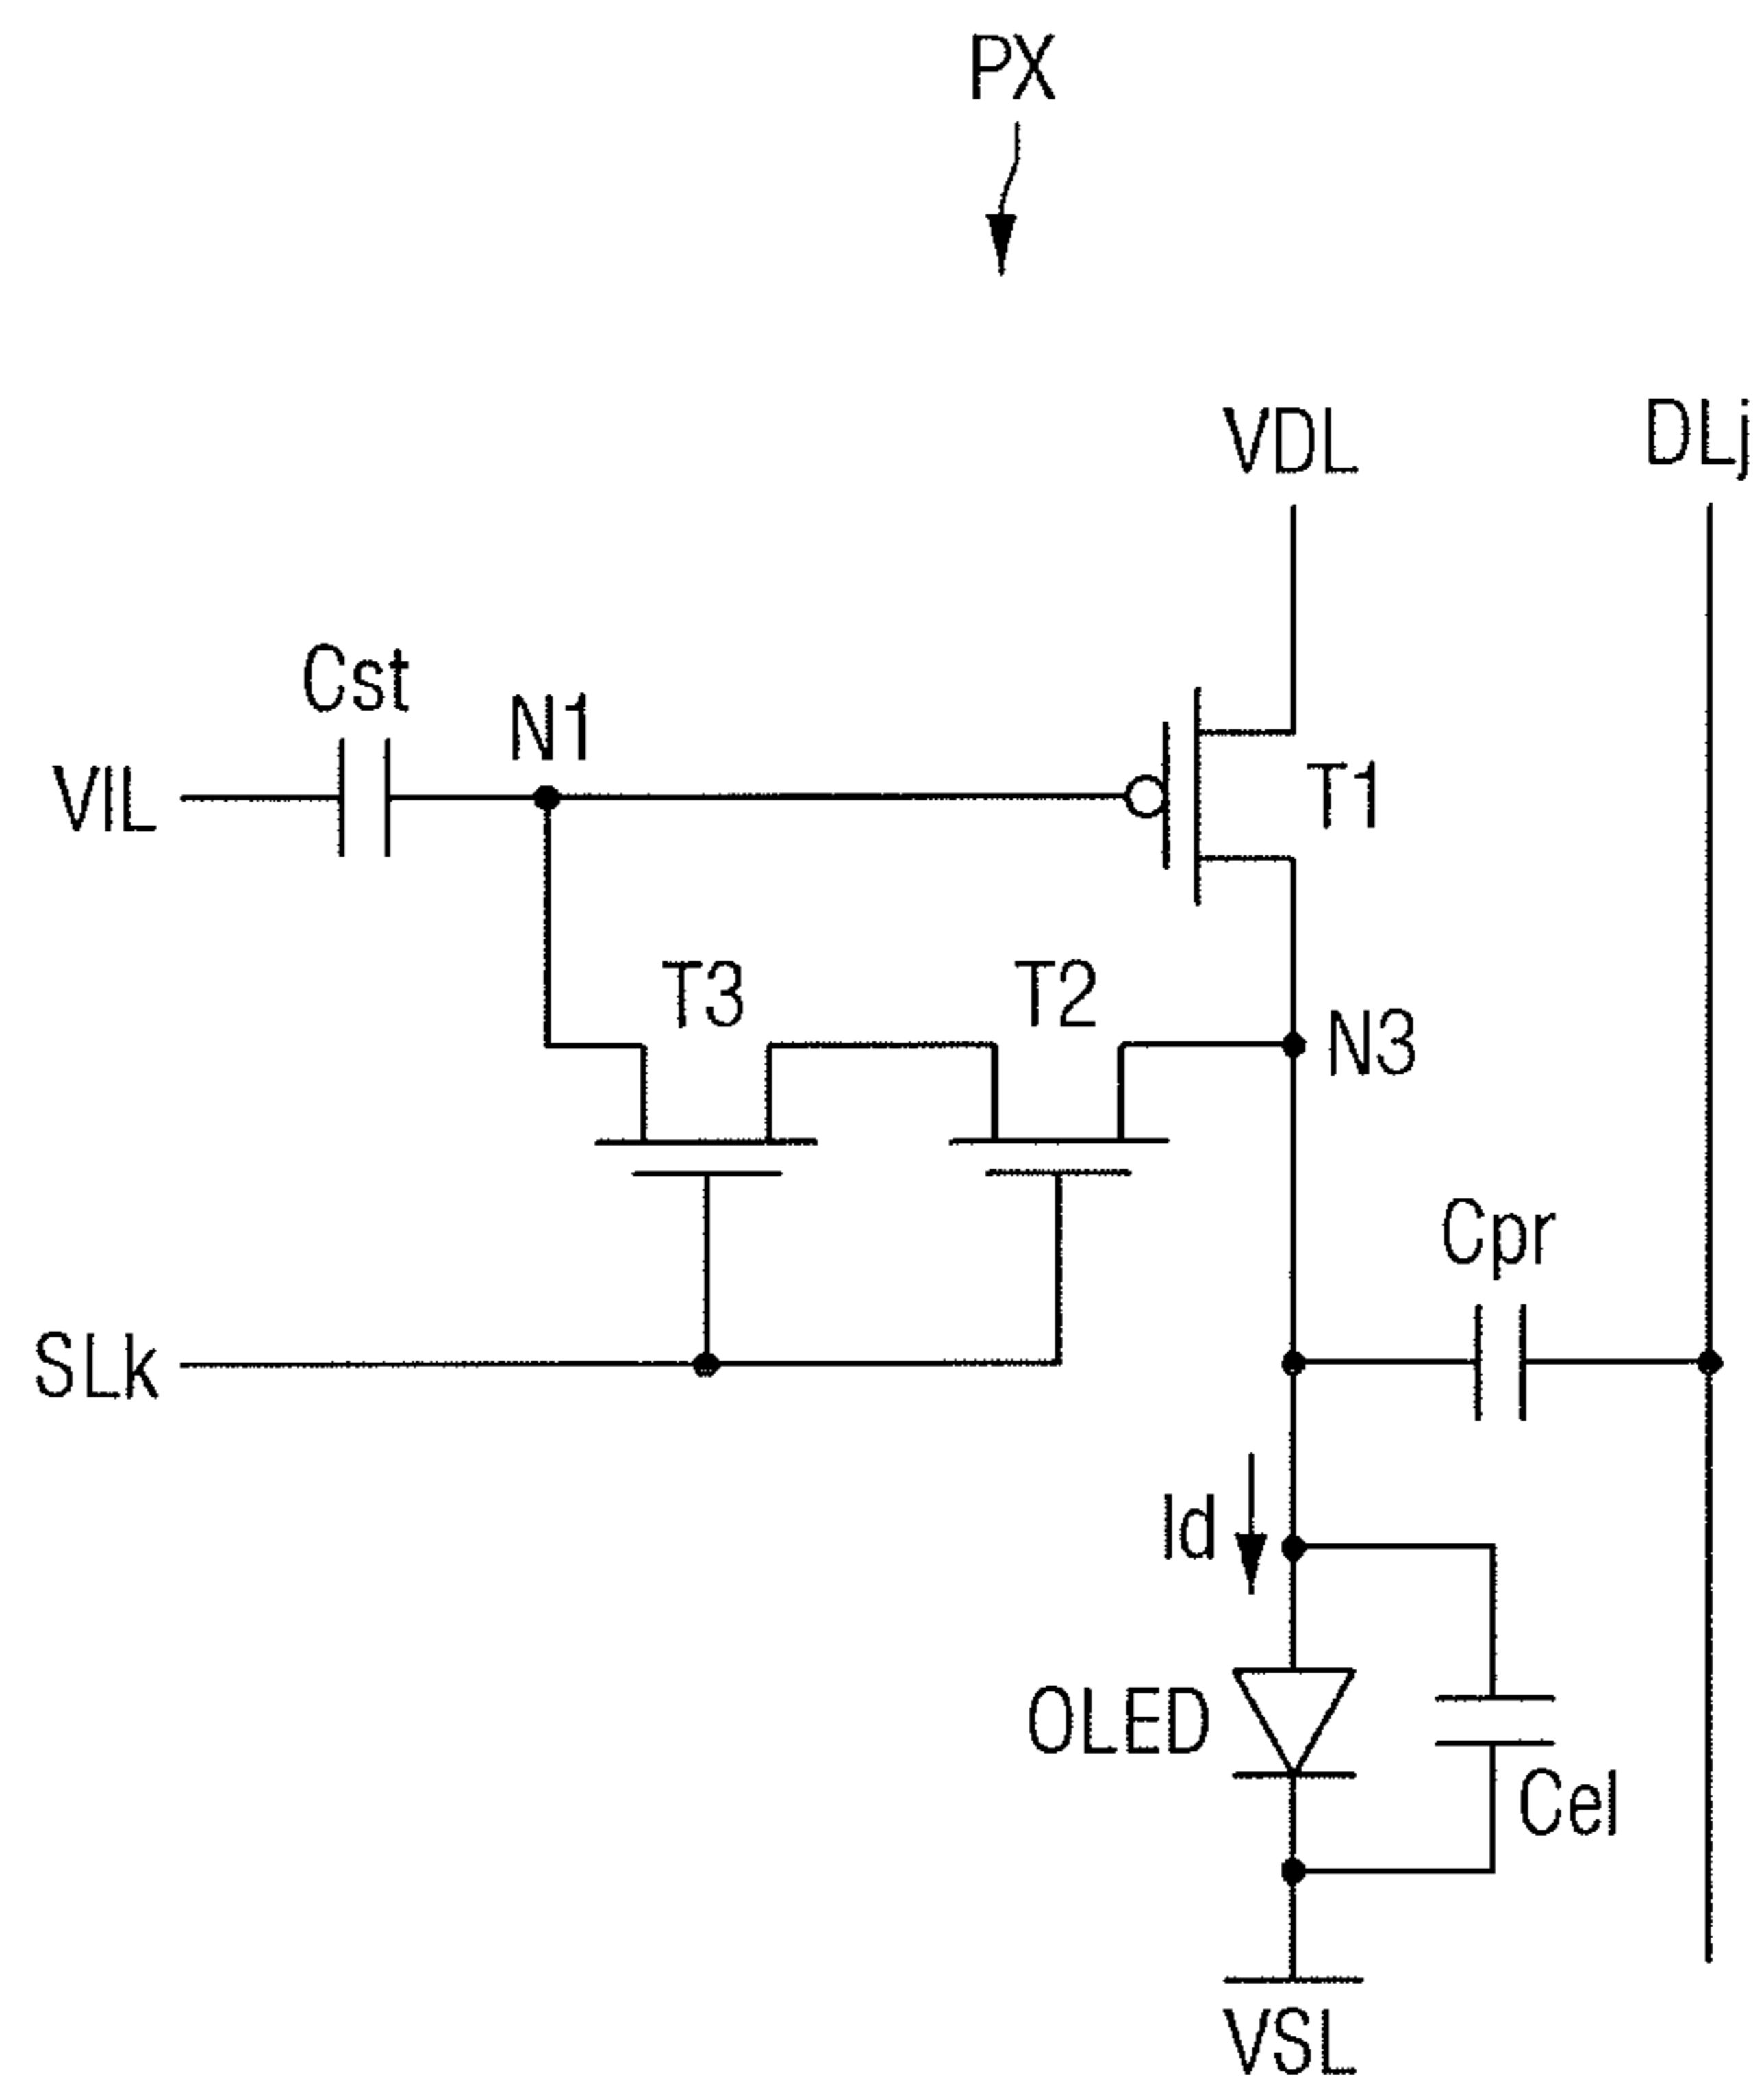 PX
VDL
DLj
Cst
N1
VIL
T1
T3
T2
N3
Cpr
SLk
Id
OLED
Cel
VSL